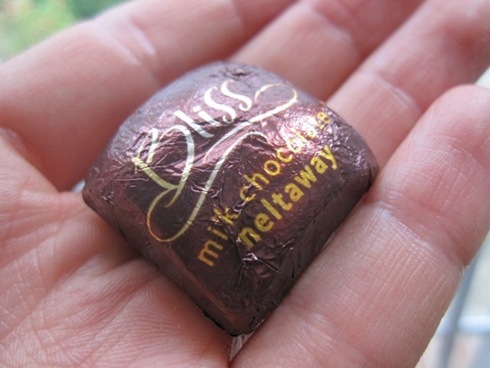 Bliss
milk chocolate
meltaway